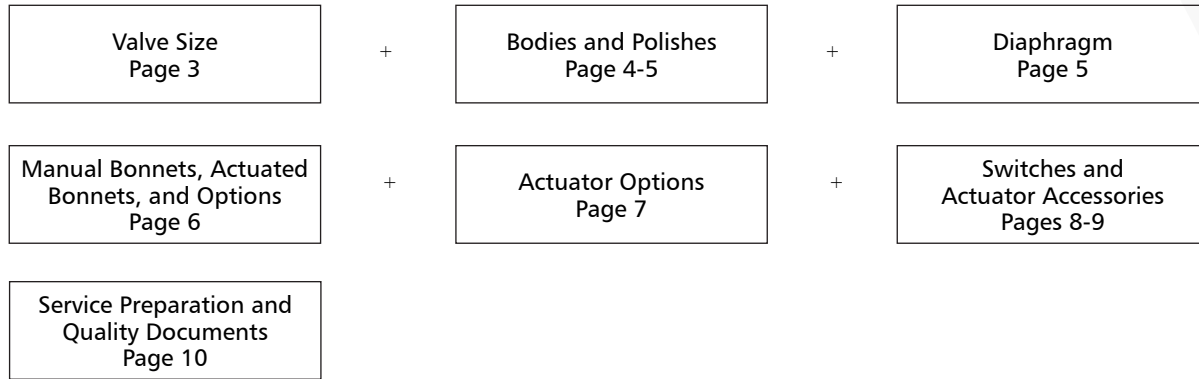 Valve Size
Page 3
+
Bodies and Polishes
Page 4-5
+
Diaphragm
Page 5
Manual Bonnets, Actuated
Bonnets, and Options
Page 6
+
Actuator Options
Page 7
+
Switches and
Actuator Accessories
Pages 8-9
Service Preparation and
Quality Documents
Page 10